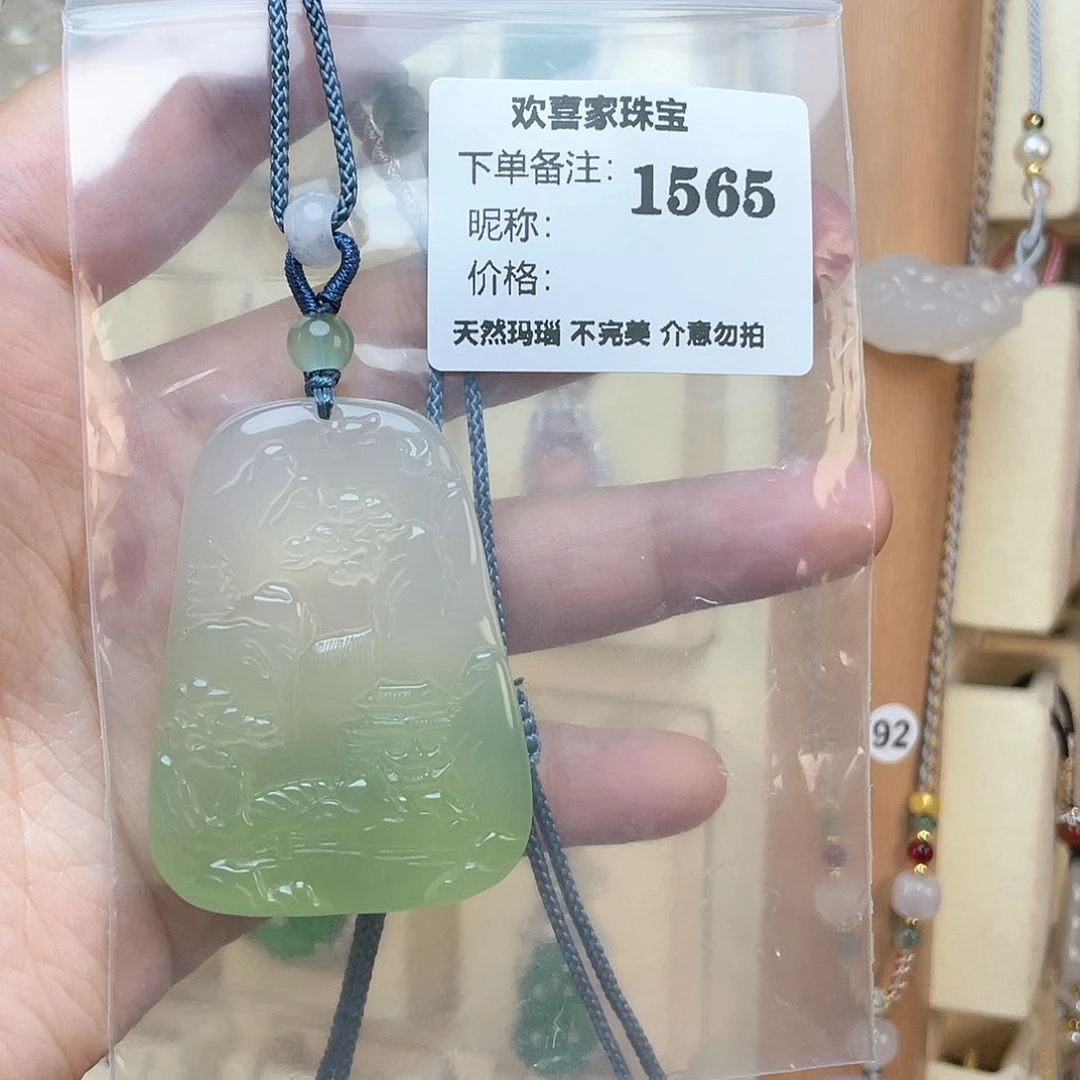 欢喜家珠宝
下单备注: 1565
昵称:
价格:
天然玛瑙 不完美 介意勿拍
92